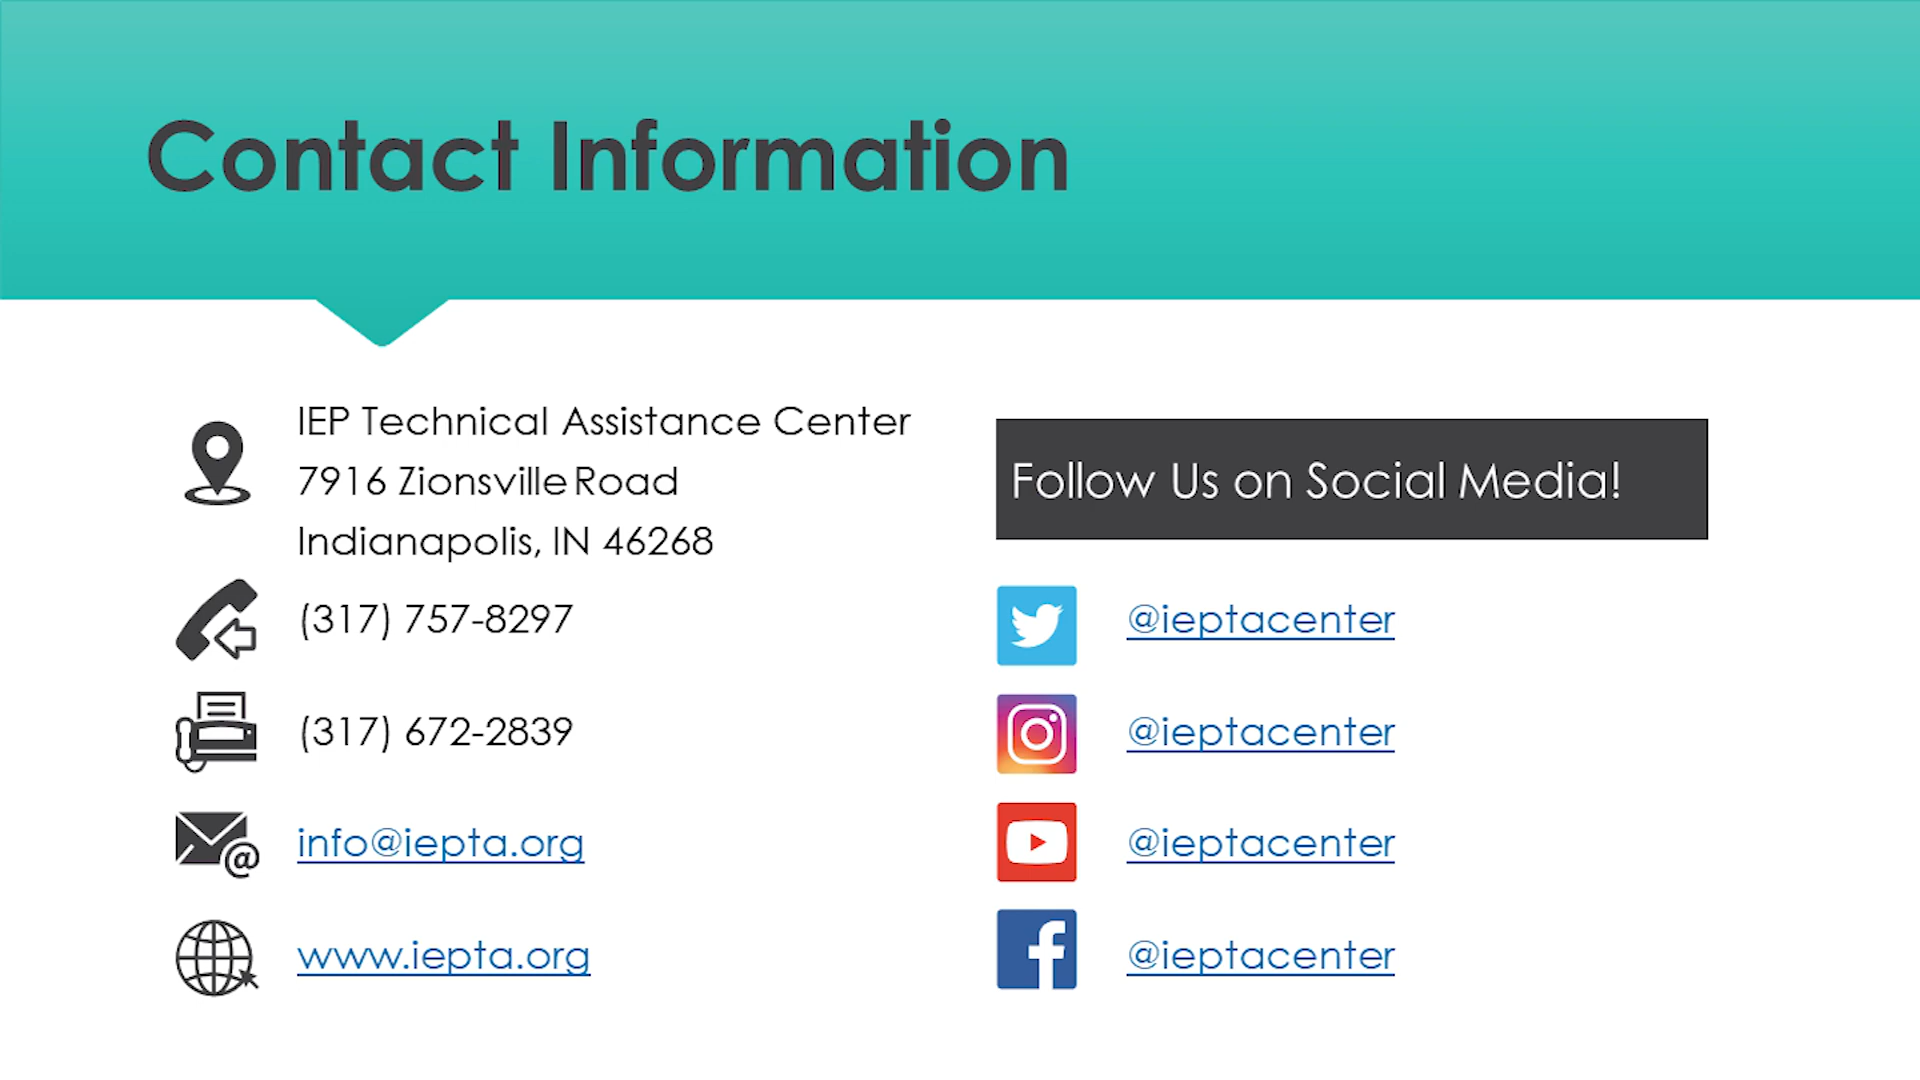 Contact Information
IEP Technical Assistance Center
7916 Zionsville Road
Indianapolis, IN 46268
(317) 757-8297
(317) 672-2839
info@iepta.org
www.iepta.org
Follow Us on Social Media!
@ieptacenter
@ieptacenter
@ieptacenter
@ieptacenter